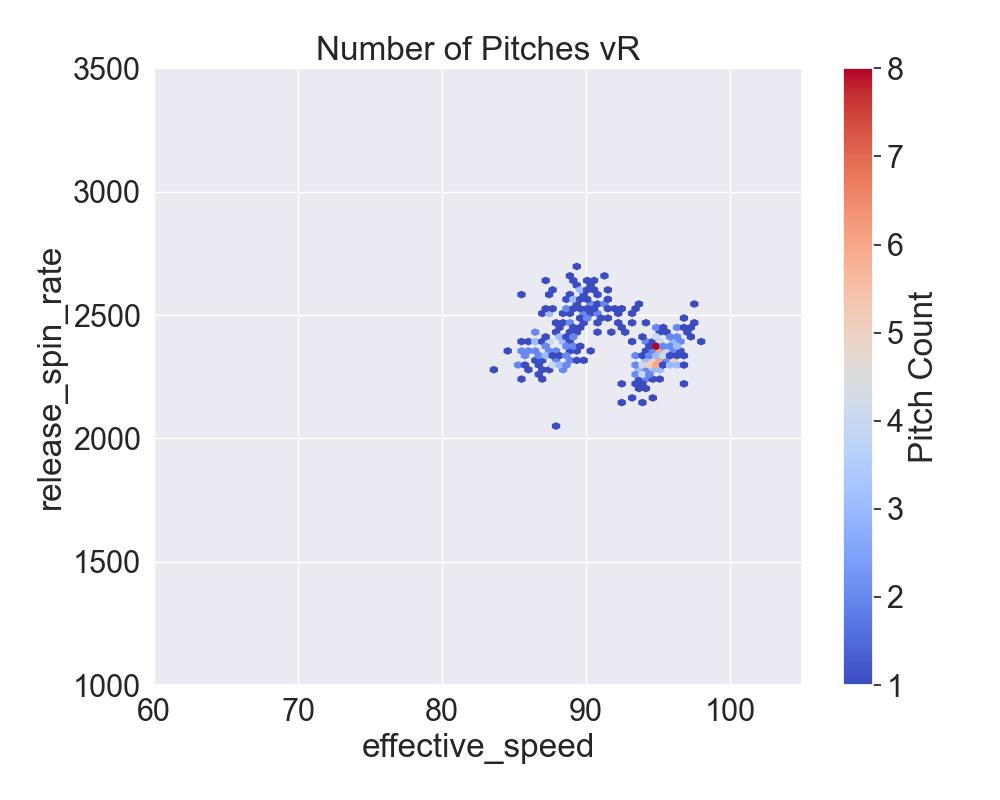 Number of Pitches vR
3500
3000
2500
2000
1500
1000
release_spin_rate
60 70 80 90 100
effective_speed
8
7
6
5
4
3
2
1
Pitch Count